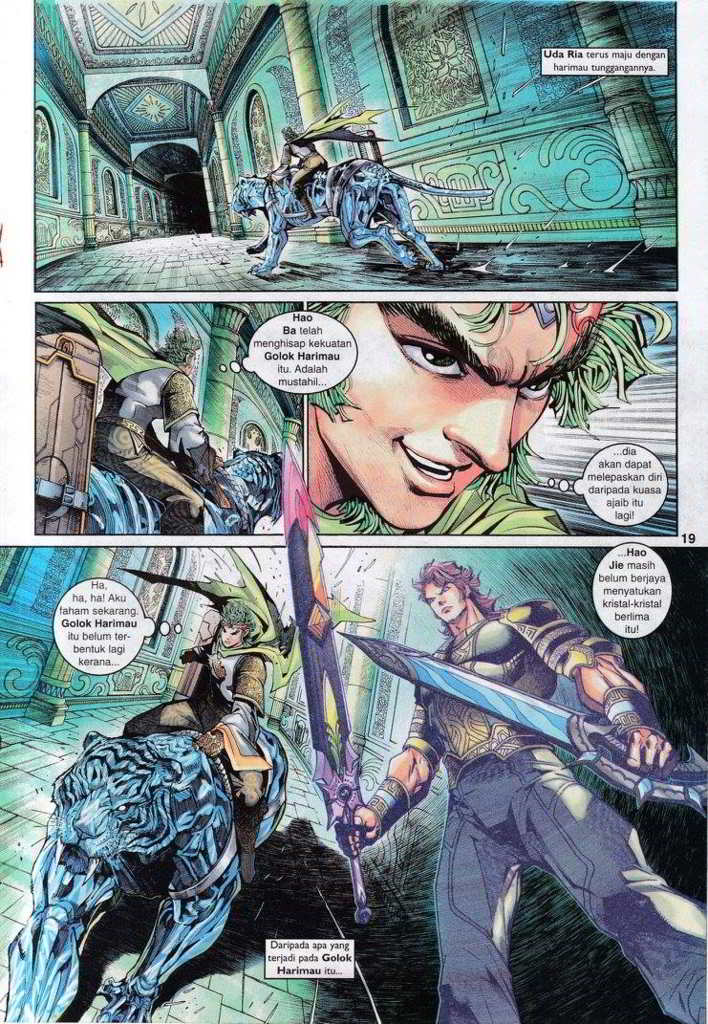 Uda Ria terus maju dengan
harimau tunggangannya.
Hao
Ba telah
menghisap kekuatan
Golok Harimau
itu. Adalah
mustahil...
...dia
akan dapat
melepaskan diri
daripada kuasa
ajaib itu
lagi!
19
Ha,
ha, ha! Aku
faham sekarang.
Golok Harimau
itu belum ter-
bentuk lagi
kerana...
...Hao
Jie masih
belum berjaya
menyatukan
kristal-kristal
berlima
itu!
Daripada apa yang
terjadi pada Golok
Harimau itu...